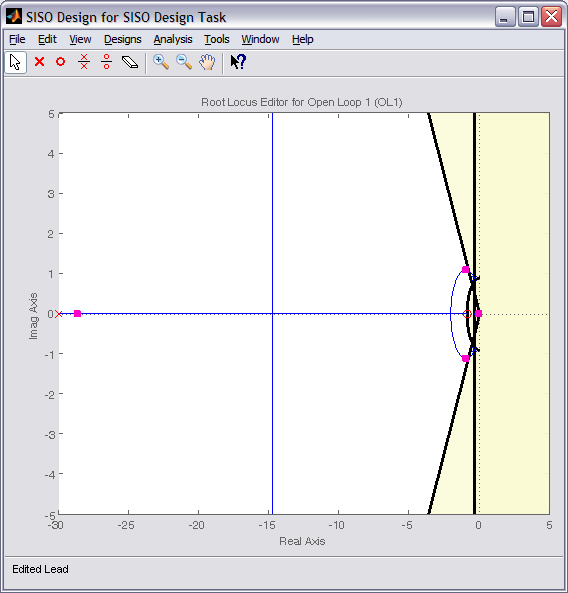 SISO Design for SISO Design Task
File Edit View Designs Analysis Tools Window Help
Root Locus Editor for Open Loop 1 (OL1)
5
4
3
2
1
0
-1
-2
-3
-4
-5
Imag Axis
-30 -25 -20 -15 -10 -5 0 5
Real Axis
Edited Lead